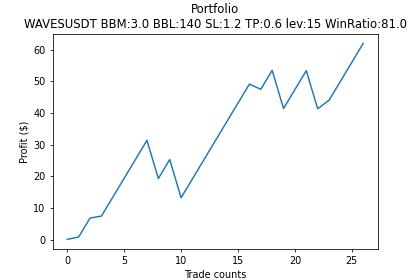 Portfolio
WAVESUSDT BBM:3.0 BBL:140 SL:1.2 TP:0.6 lev:15 WinRatio:81.0
60
50
40
30
20
10
0
Profit ($)
0 5 10 15 20 25
Trade counts